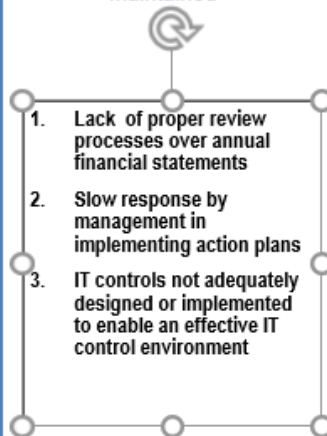 1. Lack of proper review
processes over annual
financial statements
2. Slow response by
management in
implementing action plans
3. IT controls not adequately
designed or implemented
to enable an effective IT
control environment